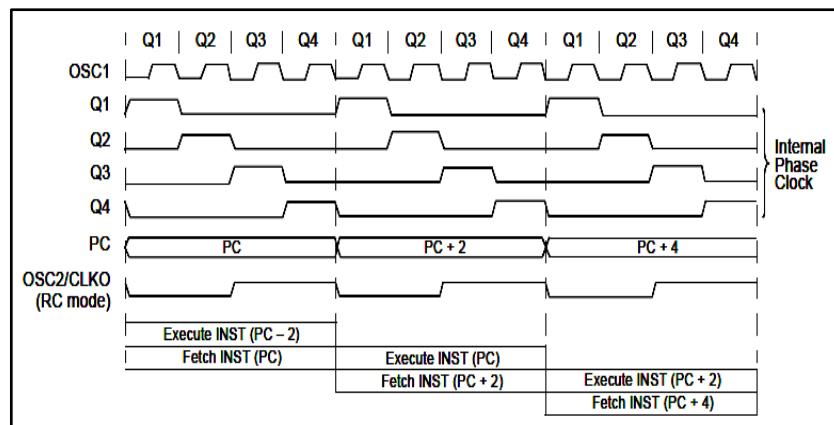 Q1 Q2 Q3 Q4 Q1 Q2 Q3 Q4 Q1 Q2 Q3 Q4
OSC1
Q1
Q2
Q3
Q4
Internal
Phase
Clock
PC PC PC + 2 PC + 4
OSC2/CLKO
(RC mode)
Execute INST (PC – 2)
Fetch INST (PC) Execute INST (PC)
Fetch INST (PC + 2) Execute INST (PC + 2)
Fetch INST (PC + 4)